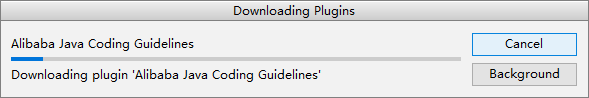 Downloading Plugins
Alibaba Java Coding Guidelines
Cancel
Downloading plugin 'Alibaba Java Coding Guidelines'
Background